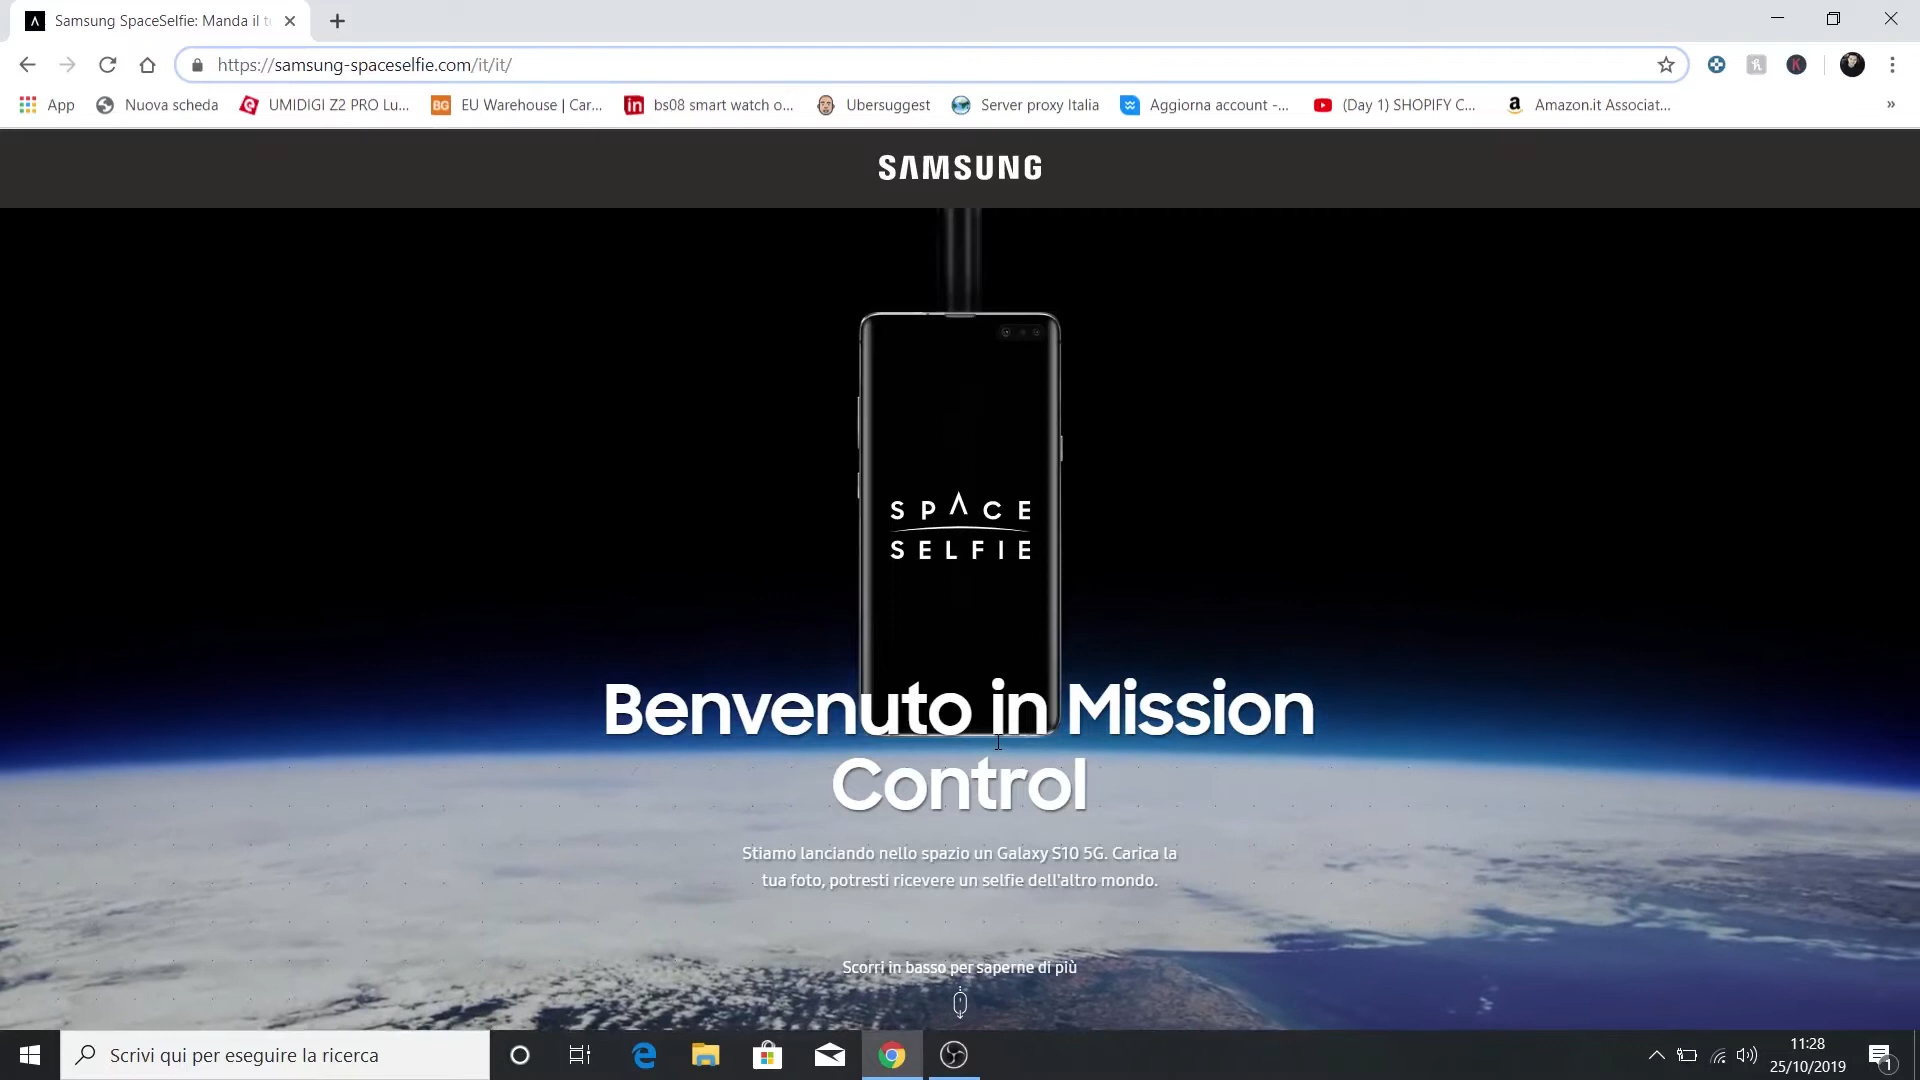 Samsung SpaceSelfie: Manda il t
https://samsung-spaceselfie.com/it/it/
App
Nuova scheda
UMIDIGI Z2 PRO Lu...
BG
EU Warehouse | Car...
in
bs08 smart watch o...
Ubersuggest
Server proxy Italia
Aggiorna account -...
(Day 1) SHOPIFY C...
Amazon.it Associat...
SAMSUNG
SPACE
SELFIE
Benvenuto in Mission
Control
Stiamo lanciando nello spazio un Galaxy S10 5G. Carica la
tua foto, potresti ricevere un selfie dell'altro mondo.
Scorri in basso per saperne di più
Scrivi qui per eseguire la ricerca
11:28
25/10/2019
1